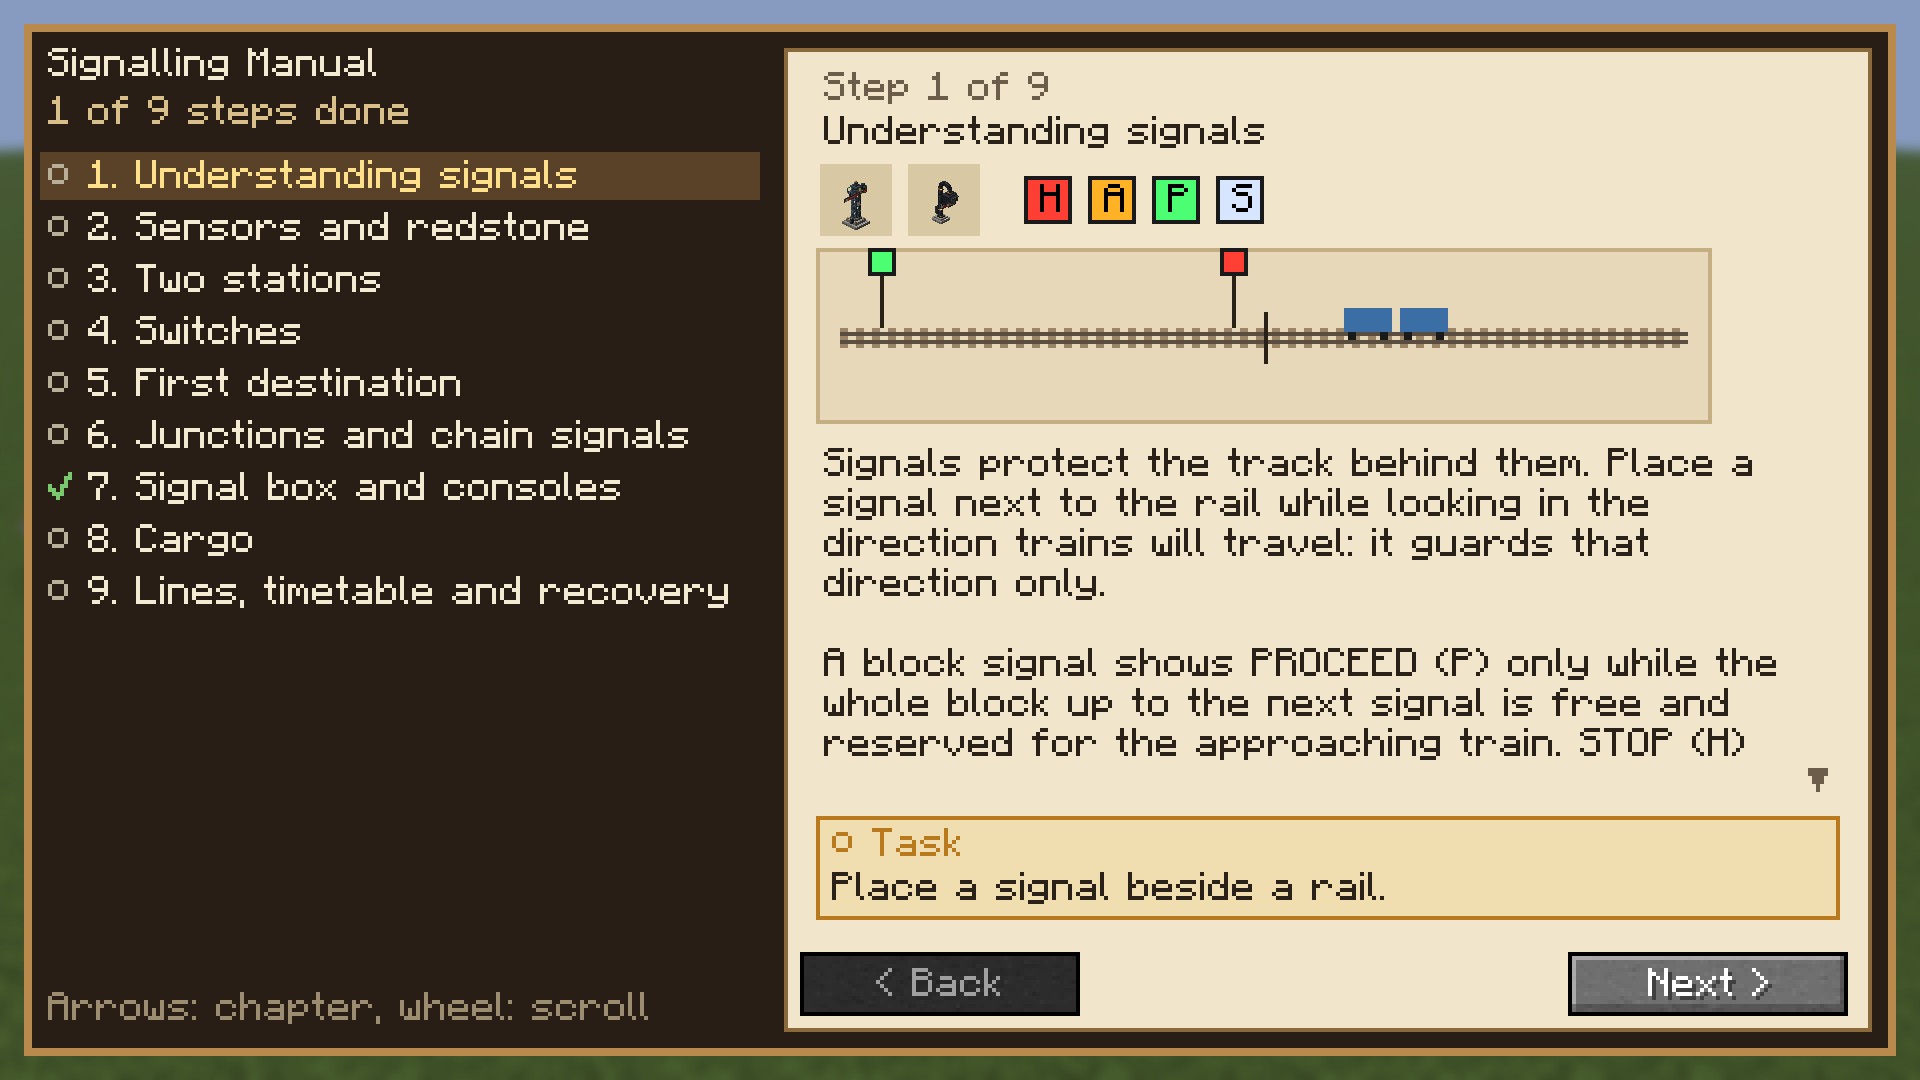 Signalling Manual
1 of 9 steps done
1. Understanding signals
2. Sensors and redstone
3. Two stations
4. Switches
5. First destination
6. Junctions and chain signals
7. Signal box and consoles
8. Cargo
9. Lines, timetable and recovery
Arrows: chapter, wheel: scroll
Step 1 of 9
Understanding signals
H A P S
Signals protect the track behind them. Place a
signal next to the rail while looking in the
direction trains will travel: it guards that
direction only.
A block signal shows PROCEED (P) only while the
whole block up to the next signal is free and
reserved for the approaching train. STOP (H)
Task
Place a signal beside a rail.
< Back
Next >